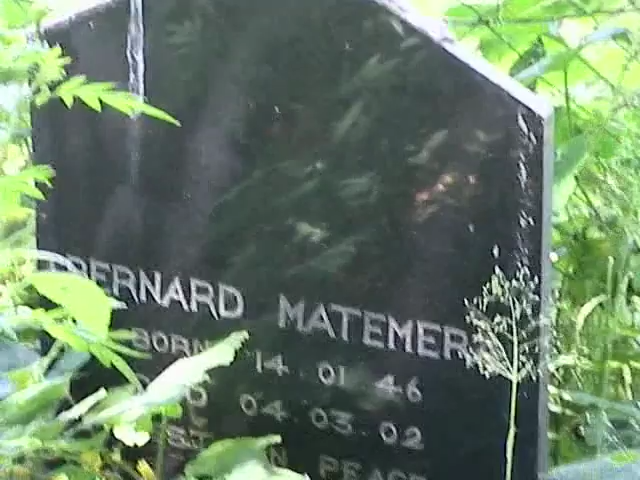 BERNARD MATEMER
BORN 14 . 01 . 46
04 . 03 . 02
PEACE